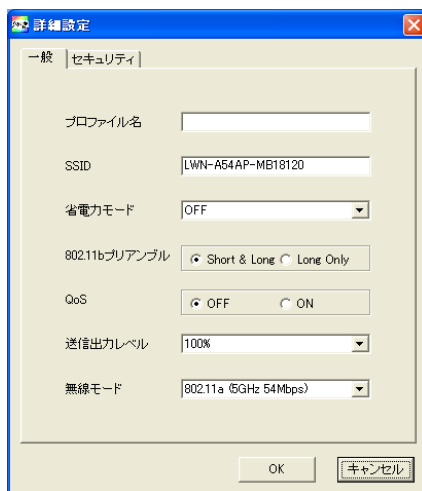 詳細設定
一般 セキュリティ
プロファイル名
SSID LWN-A54AP-MB18120
省電力モード OFF
802.11bプリアンブル Short & Long Long Only
QoS OFF ON
送信出力レベル 100%
無線モード 802.11a (5GHz 54Mbps)
OK キャンセル